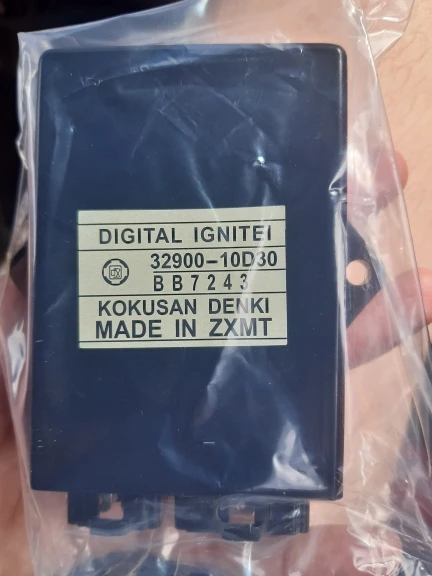 DIGITAL IGNITEI
32900-10D30
BB7243
KOKUSAN DENKI
MADE IN ZXMT